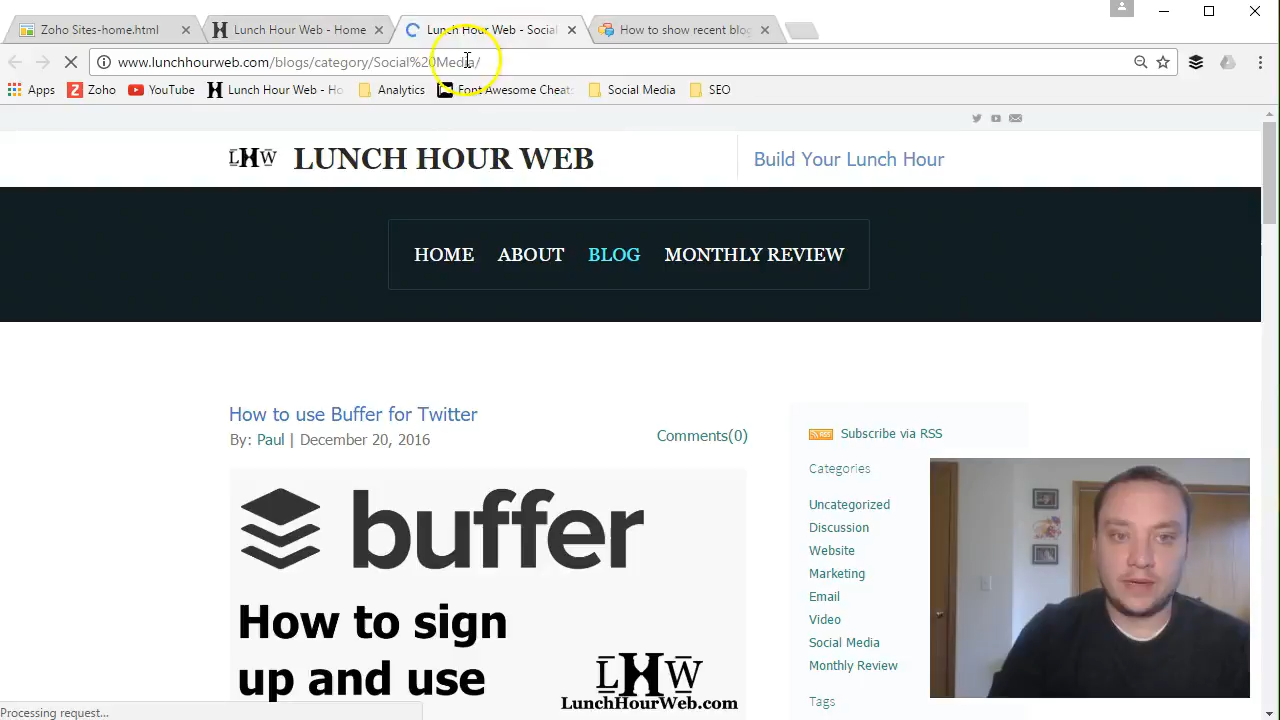 Zoho Sites-home.html
Lunch Hour Web - Home
Lunch Hour Web - Social
How to show recent blog
www.lunchhourweb.com/blogs/category/Social%20Media/
Apps
Zoho
YouTube
Lunch Hour Web - Ho
Analytics
Font Awesome Cheat
Social Media
SEO
LHW
LUNCH HOUR WEB
Build Your Lunch Hour
HOME
ABOUT
BLOG
MONTHLY REVIEW
How to use Buffer for Twitter
By: Paul | December 20, 2016
Comments(0)
buffer
How to sign
up and use
LHW
LunchHourWeb.com
RSS
Subscribe via RSS
Categories
Uncategorized
Discussion
Website
Marketing
Email
Video
Social Media
Monthly Review
Tags
Processing request...